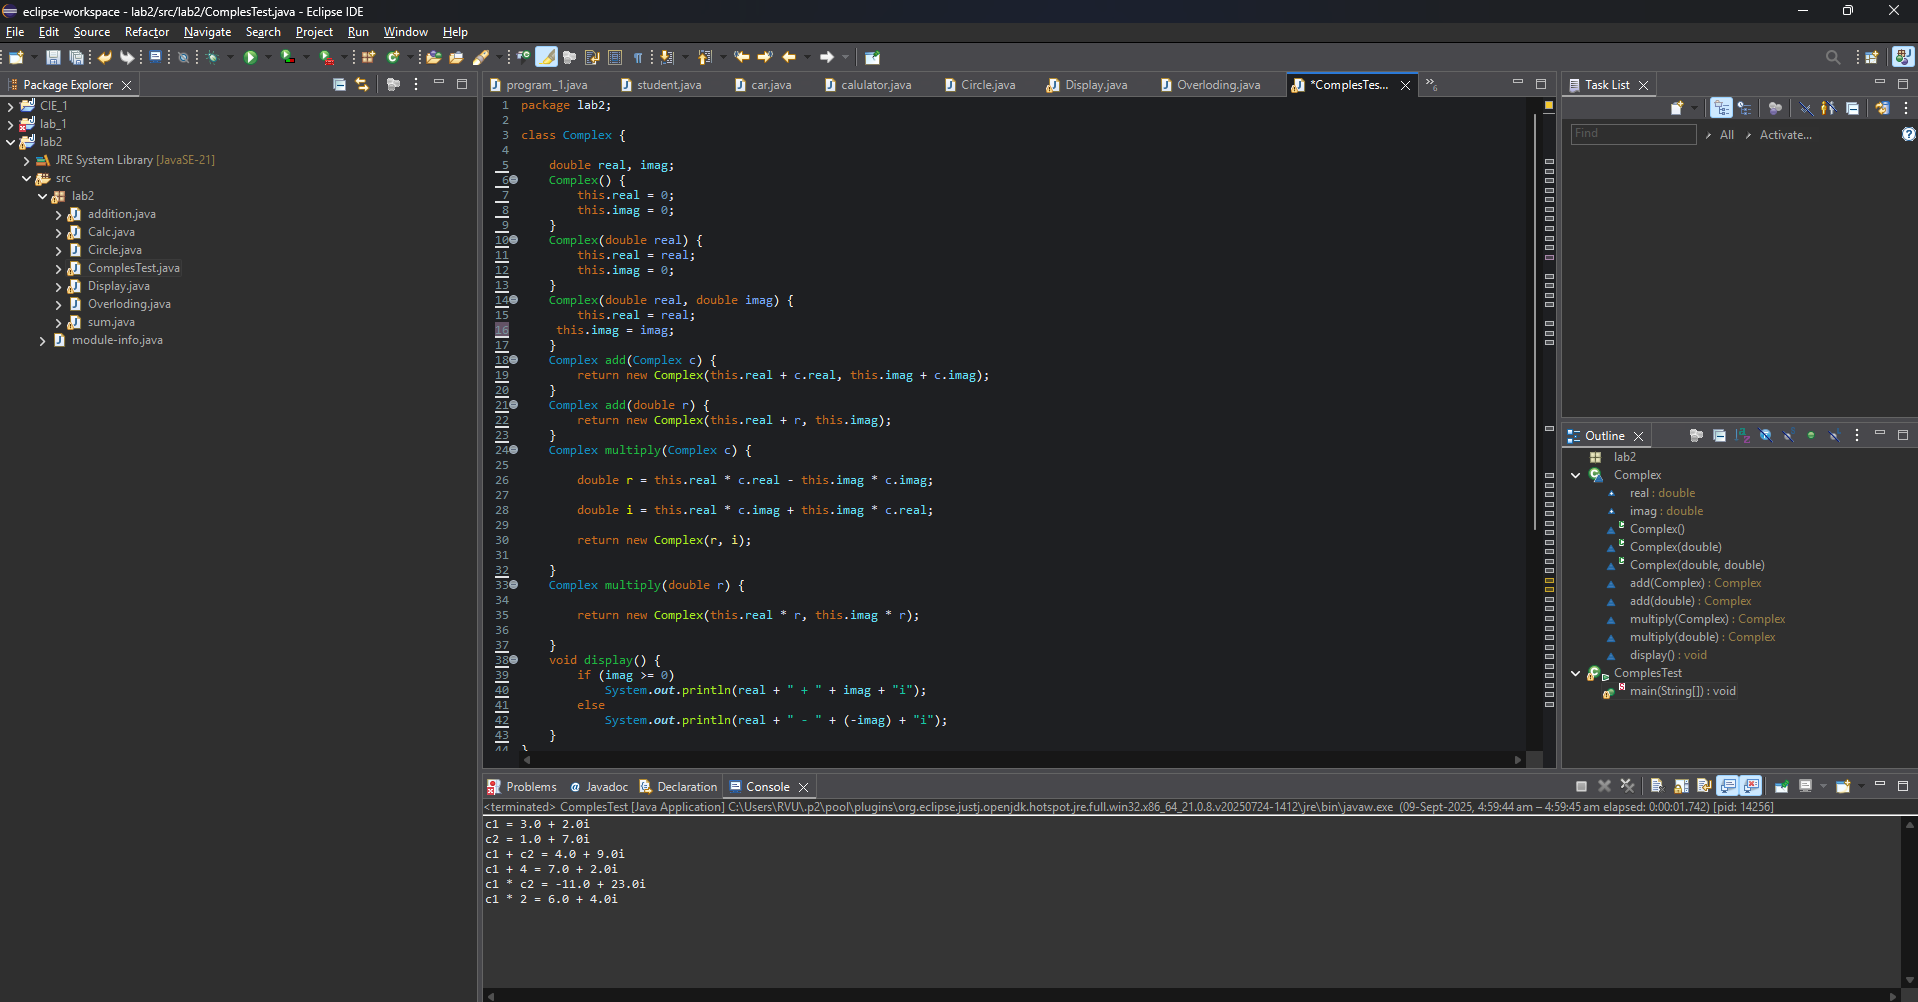 eclipse-workspace - lab2/src/lab2/ComplesTest.java - Eclipse IDE
File Edit Source Refactor Navigate Search Project Run Window Help
Package Explorer
CIE_1
lab_1
lab2
JRE System Library [JavaSE-21]
src
lab2
addition.java
Calc.java
Circle.java
ComplesTest.java
Display.java
Overloding.java
sum.java
module-info.java
program_1.java student.java car.java calulator.java Circle.java Display.java Overloding.java *ComplesTes... »6
1 package lab2;
2
3 class Complex {
4
5 double real, imag;
6 Complex() {
7 this.real = 0;
8 this.imag = 0;
9 }
10 Complex(double real) {
11 this.real = real;
12 this.imag = 0;
13 }
14 Complex(double real, double imag) {
15 this.real = real;
16 this.imag = imag;
17 }
18 Complex add(Complex c) {
19 return new Complex(this.real + c.real, this.imag + c.imag);
20 }
21 Complex add(double r) {
22 return new Complex(this.real + r, this.imag);
23 }
24 Complex multiply(Complex c) {
25
26 double r = this.real * c.real - this.imag * c.imag;
27
28 double i = this.real * c.imag + this.imag * c.real;
29
30 return new Complex(r, i);
31
32 }
33 Complex multiply(double r) {
34
35 return new Complex(this.real * r, this.imag * r);
36
37 }
38 void display() {
39 if (imag >= 0)
40 System.out.println(real + " + " + imag + "i");
41 else
42 System.out.println(real + " - " + (-imag) + "i");
43 }
44 }
Task List
Find All Activate...
Outline
lab2
Complex
real : double
imag : double
Complex()
Complex(double)
Complex(double, double)
add(Complex) : Complex
add(double) : Complex
multiply(Complex) : Complex
multiply(double) : Complex
display() : void
ComplesTest
main(String[]) : void
Problems Javadoc Declaration Console
<terminated> ComplesTest [Java Application] C:\Users\RVU\.p2\pool\plugins\org.eclipse.justj.openjdk.hotspot.jre.full.win32.x86_64_21.0.8.v20250724-1412\jre\bin\javaw.exe (09-Sept-2025, 4:59:44 am – 4:59:45 am elapsed: 0:00:01.742) [pid: 14256]
c1 = 3.0 + 2.0i
c2 = 1.0 + 7.0i
c1 + c2 = 4.0 + 9.0i
c1 + 4 = 7.0 + 2.0i
c1 * c2 = -11.0 + 23.0i
c1 * 2 = 6.0 + 4.0i